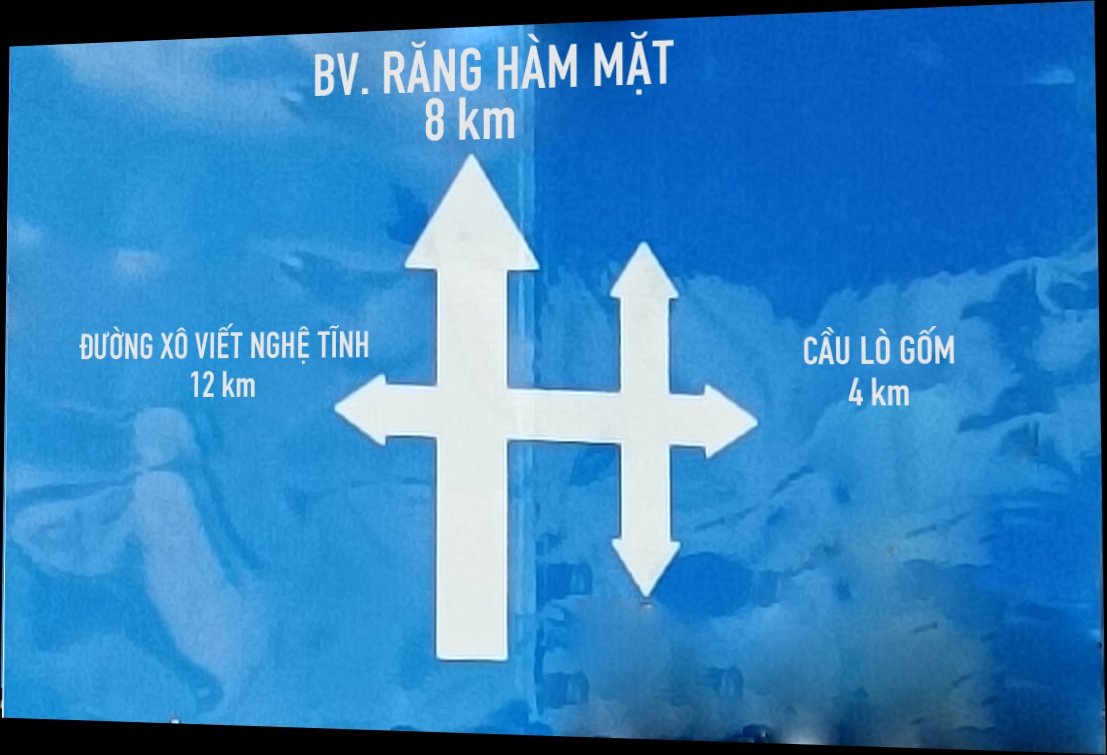 BV. RĂNG HÀM MẶT
8 km
ĐƯỜNG XÔ VIẾT NGHỆ TĨNH
12 km
CẦU LÒ GỐM
4 km